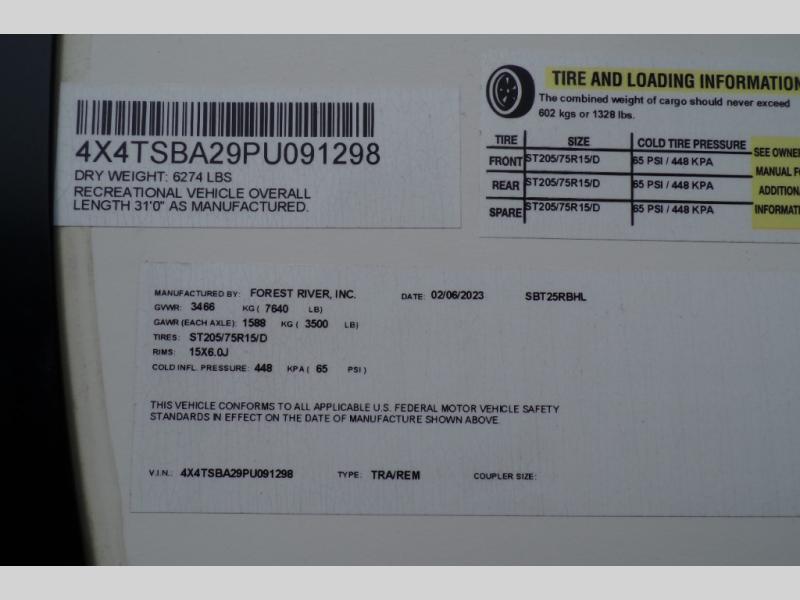 4X4TSBA29PU091298
DRY WEIGHT: 6274 LBS
RECREATIONAL VEHICLE OVERALL
LENGTH 31'0" AS MANUFACTURED.
TIRE AND LOADING INFORMATION
The combined weight of cargo should never exceed
602 kgs or 1328 lbs.
TIRE SIZE COLD TIRE PRESSURE
FRONT ST205/75R15/D 65 PSI / 448 KPA
REAR ST205/75R15/D 65 PSI / 448 KPA
SPARE ST205/75R15/D 65 PSI / 448 KPA
SEE OWNE
MANUAL FO
ADDITIONA
INFORMATI
MANUFACTURED BY: FOREST RIVER, INC. DATE: 02/06/2023 SBT25RBHL
GVWR: 3466 KG ( 7640 LB)
GAWR (EACH AXLE): 1588 KG ( 3500 LB)
TIRES: ST205/75R15/D
RIMS: 15X6.0J
COLD INFL. PRESSURE: 448 KPA ( 65 PSI )
THIS VEHICLE CONFORMS TO ALL APPLICABLE U.S. FEDERAL MOTOR VEHICLE SAFETY
STANDARDS IN EFFECT ON THE DATE OF MANUFACTURE SHOWN ABOVE.
V.I.N.: 4X4TSBA29PU091298 TYPE: TRA/REM COUPLER SIZE: